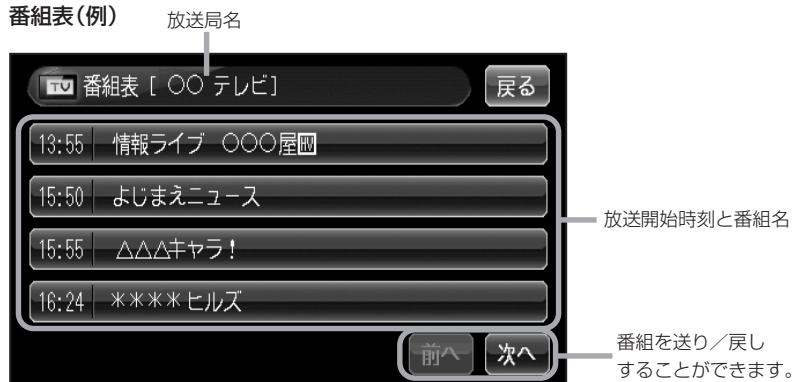 番組表(例)
放送局名
TV 番組表 [ ○○ テレビ]
戻る
13:55 情報ライブ ○○○屋HV
15:50 よじまえニュース
15:55 △△△キャラ!
16:24 ＊＊＊＊ヒルズ
放送開始時刻と番組名
前へ 次へ
番組を送り／戻し
することができます。